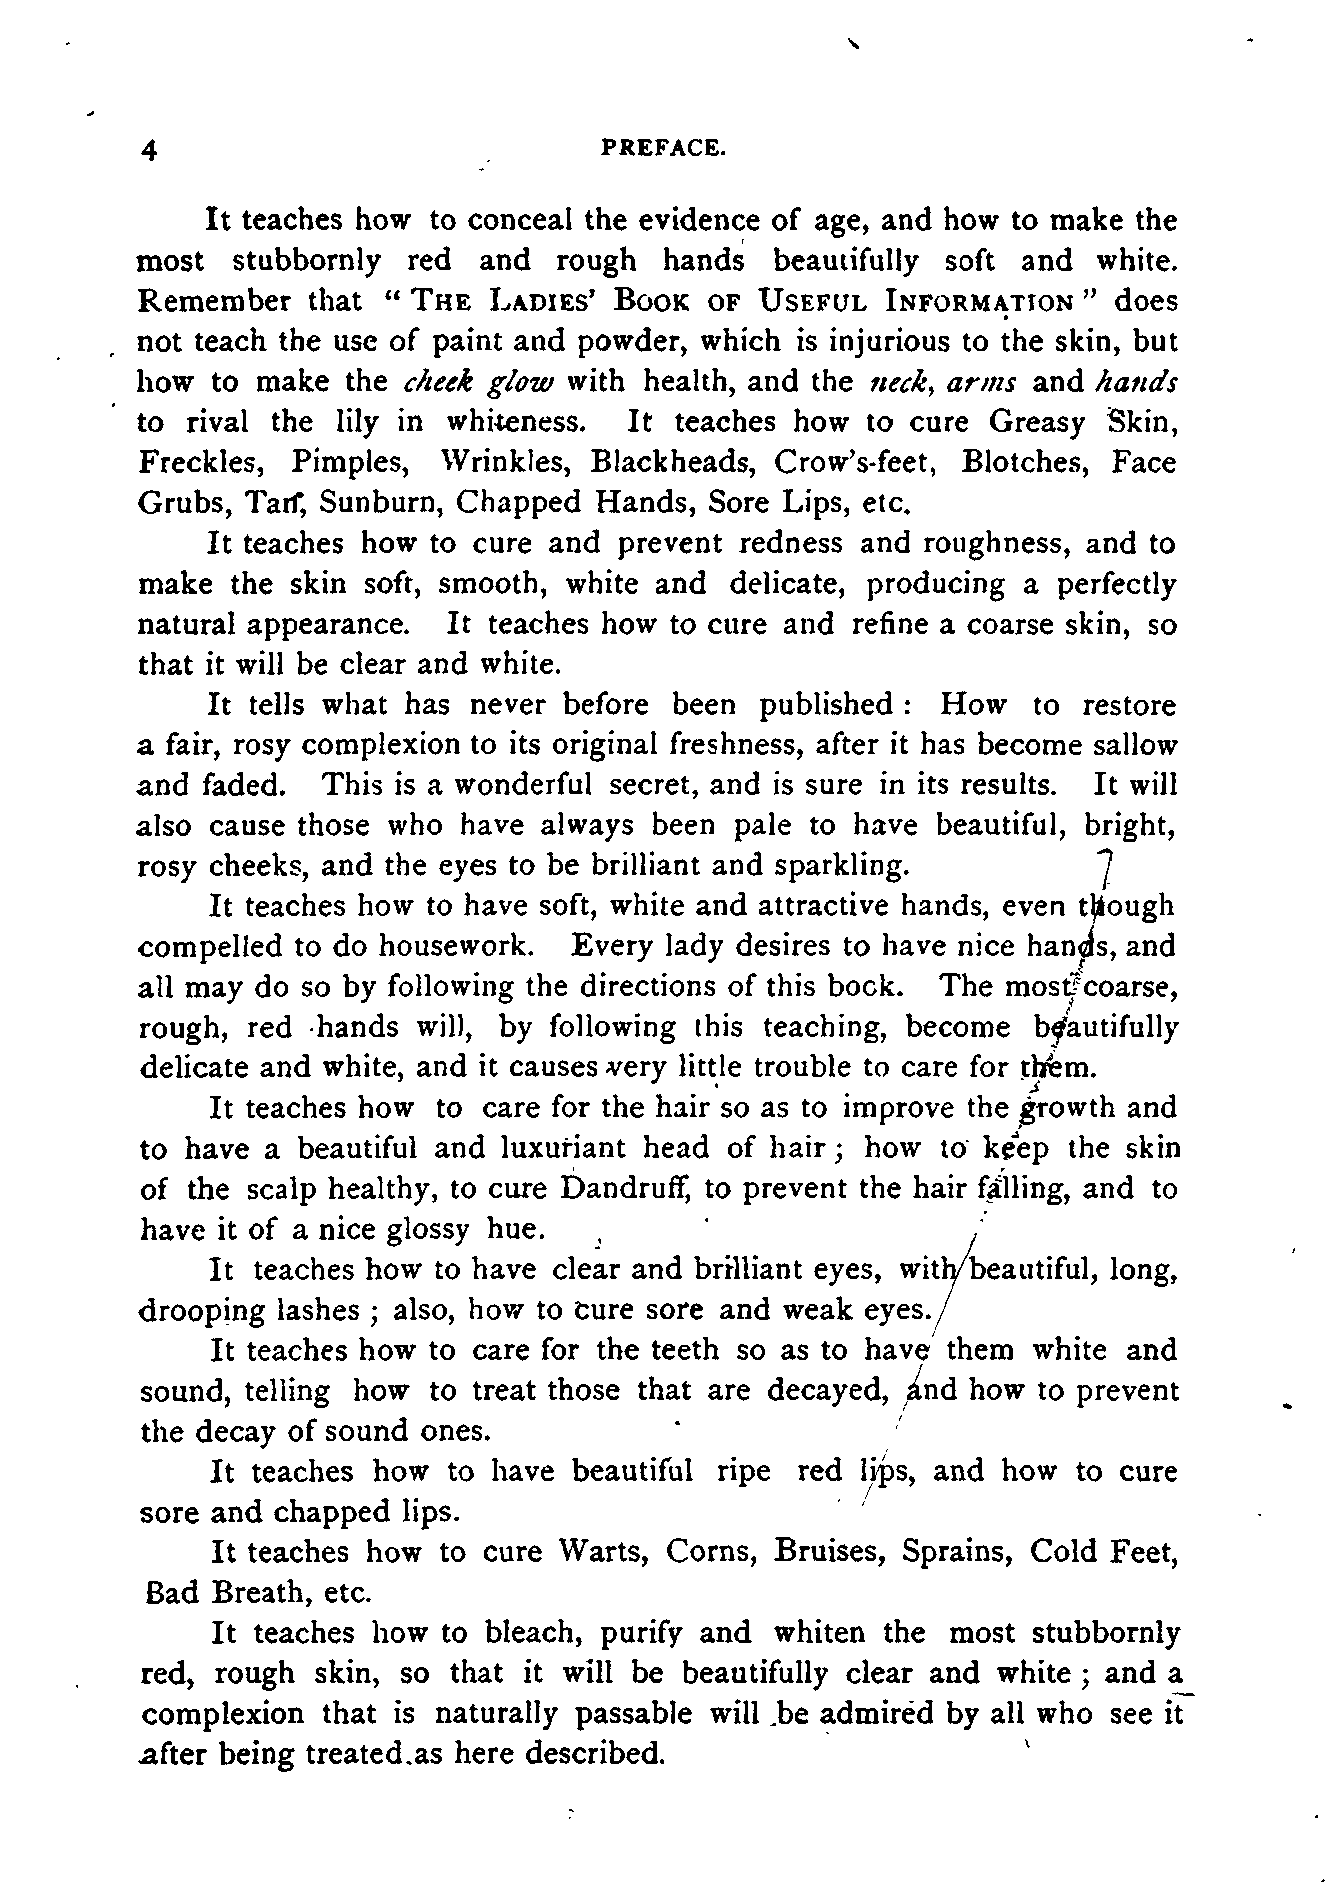 4 PREFACE.
It teaches how to conceal the evidence of age, and how to make the
most stubbornly red and rough hands beautifully soft and white.
Remember that “ THE LADIES' BOOK OF USEFUL INFORMATION ” does
not teach the use of paint and powder, which is injurious to the skin, but
how to make the cheek glow with health, and the neck, arms and hands
to rival the lily in whiteness. It teaches how to cure Greasy Skin,
Freckles, Pimples, Wrinkles, Blackheads, Crow's-feet, Blotches, Face
Grubs, Tan, Sunburn, Chapped Hands, Sore Lips, etc.
It teaches how to cure and prevent redness and roughness, and to
make the skin soft, smooth, white and delicate, producing a perfectly
natural appearance. It teaches how to cure and refine a coarse skin, so
that it will be clear and white.
It tells what has never before been published : How to restore
a fair, rosy complexion to its original freshness, after it has become sallow
and faded. This is a wonderful secret, and is sure in its results. It will
also cause those who have always been pale to have beautiful, bright,
rosy cheeks, and the eyes to be brilliant and sparkling.
It teaches how to have soft, white and attractive hands, even though
compelled to do housework. Every lady desires to have nice hands, and
all may do so by following the directions of this book. The most coarse,
rough, red hands will, by following this teaching, become beautifully
delicate and white, and it causes very little trouble to care for them.
It teaches how to care for the hair so as to improve the growth and
to have a beautiful and luxuriant head of hair ; how to keep the skin
of the scalp healthy, to cure Dandruff, to prevent the hair falling, and to
have it of a nice glossy hue.
It teaches how to have clear and brilliant eyes, with beautiful, long,
drooping lashes ; also, how to cure sore and weak eyes.
It teaches how to care for the teeth so as to have them white and
sound, telling how to treat those that are decayed, and how to prevent
the decay of sound ones.
It teaches how to have beautiful ripe red lips, and how to cure
sore and chapped lips.
It teaches how to cure Warts, Corns, Bruises, Sprains, Cold Feet,
Bad Breath, etc.
It teaches how to bleach, purify and whiten the most stubbornly
red, rough skin, so that it will be beautifully clear and white ; and a
complexion that is naturally passable will be admired by all who see it
after being treated as here described.